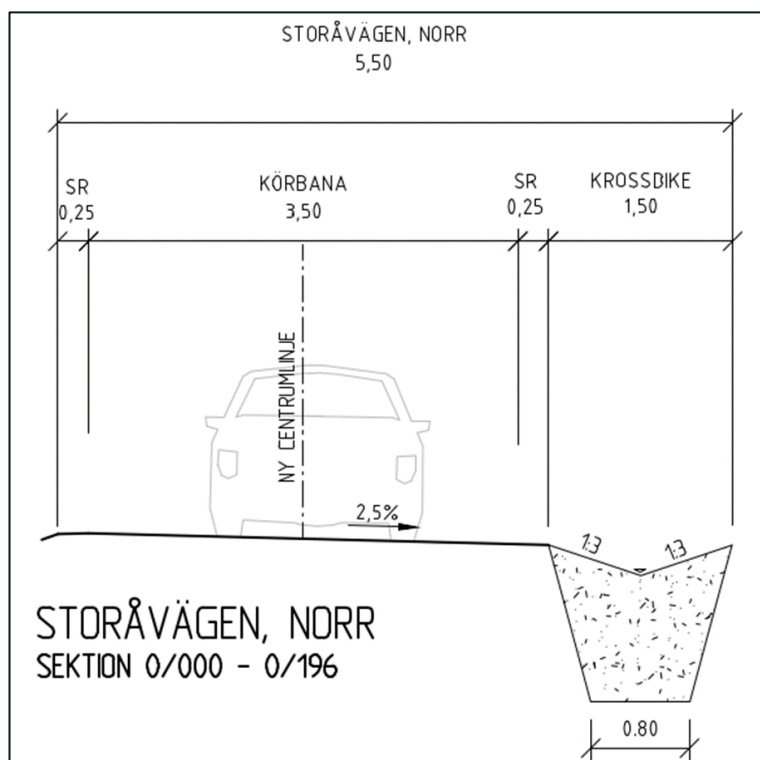 STORÅVÄGEN, NORR
5,50
SR
0,25
KÖRBANA
3,50
SR
0,25
KROSSDIKE
1,50
NY CENTRUMLINJE
2,5%
1:3
1:3
STORÅVÄGEN, NORR
SEKTION 0/000 - 0/196
0.80